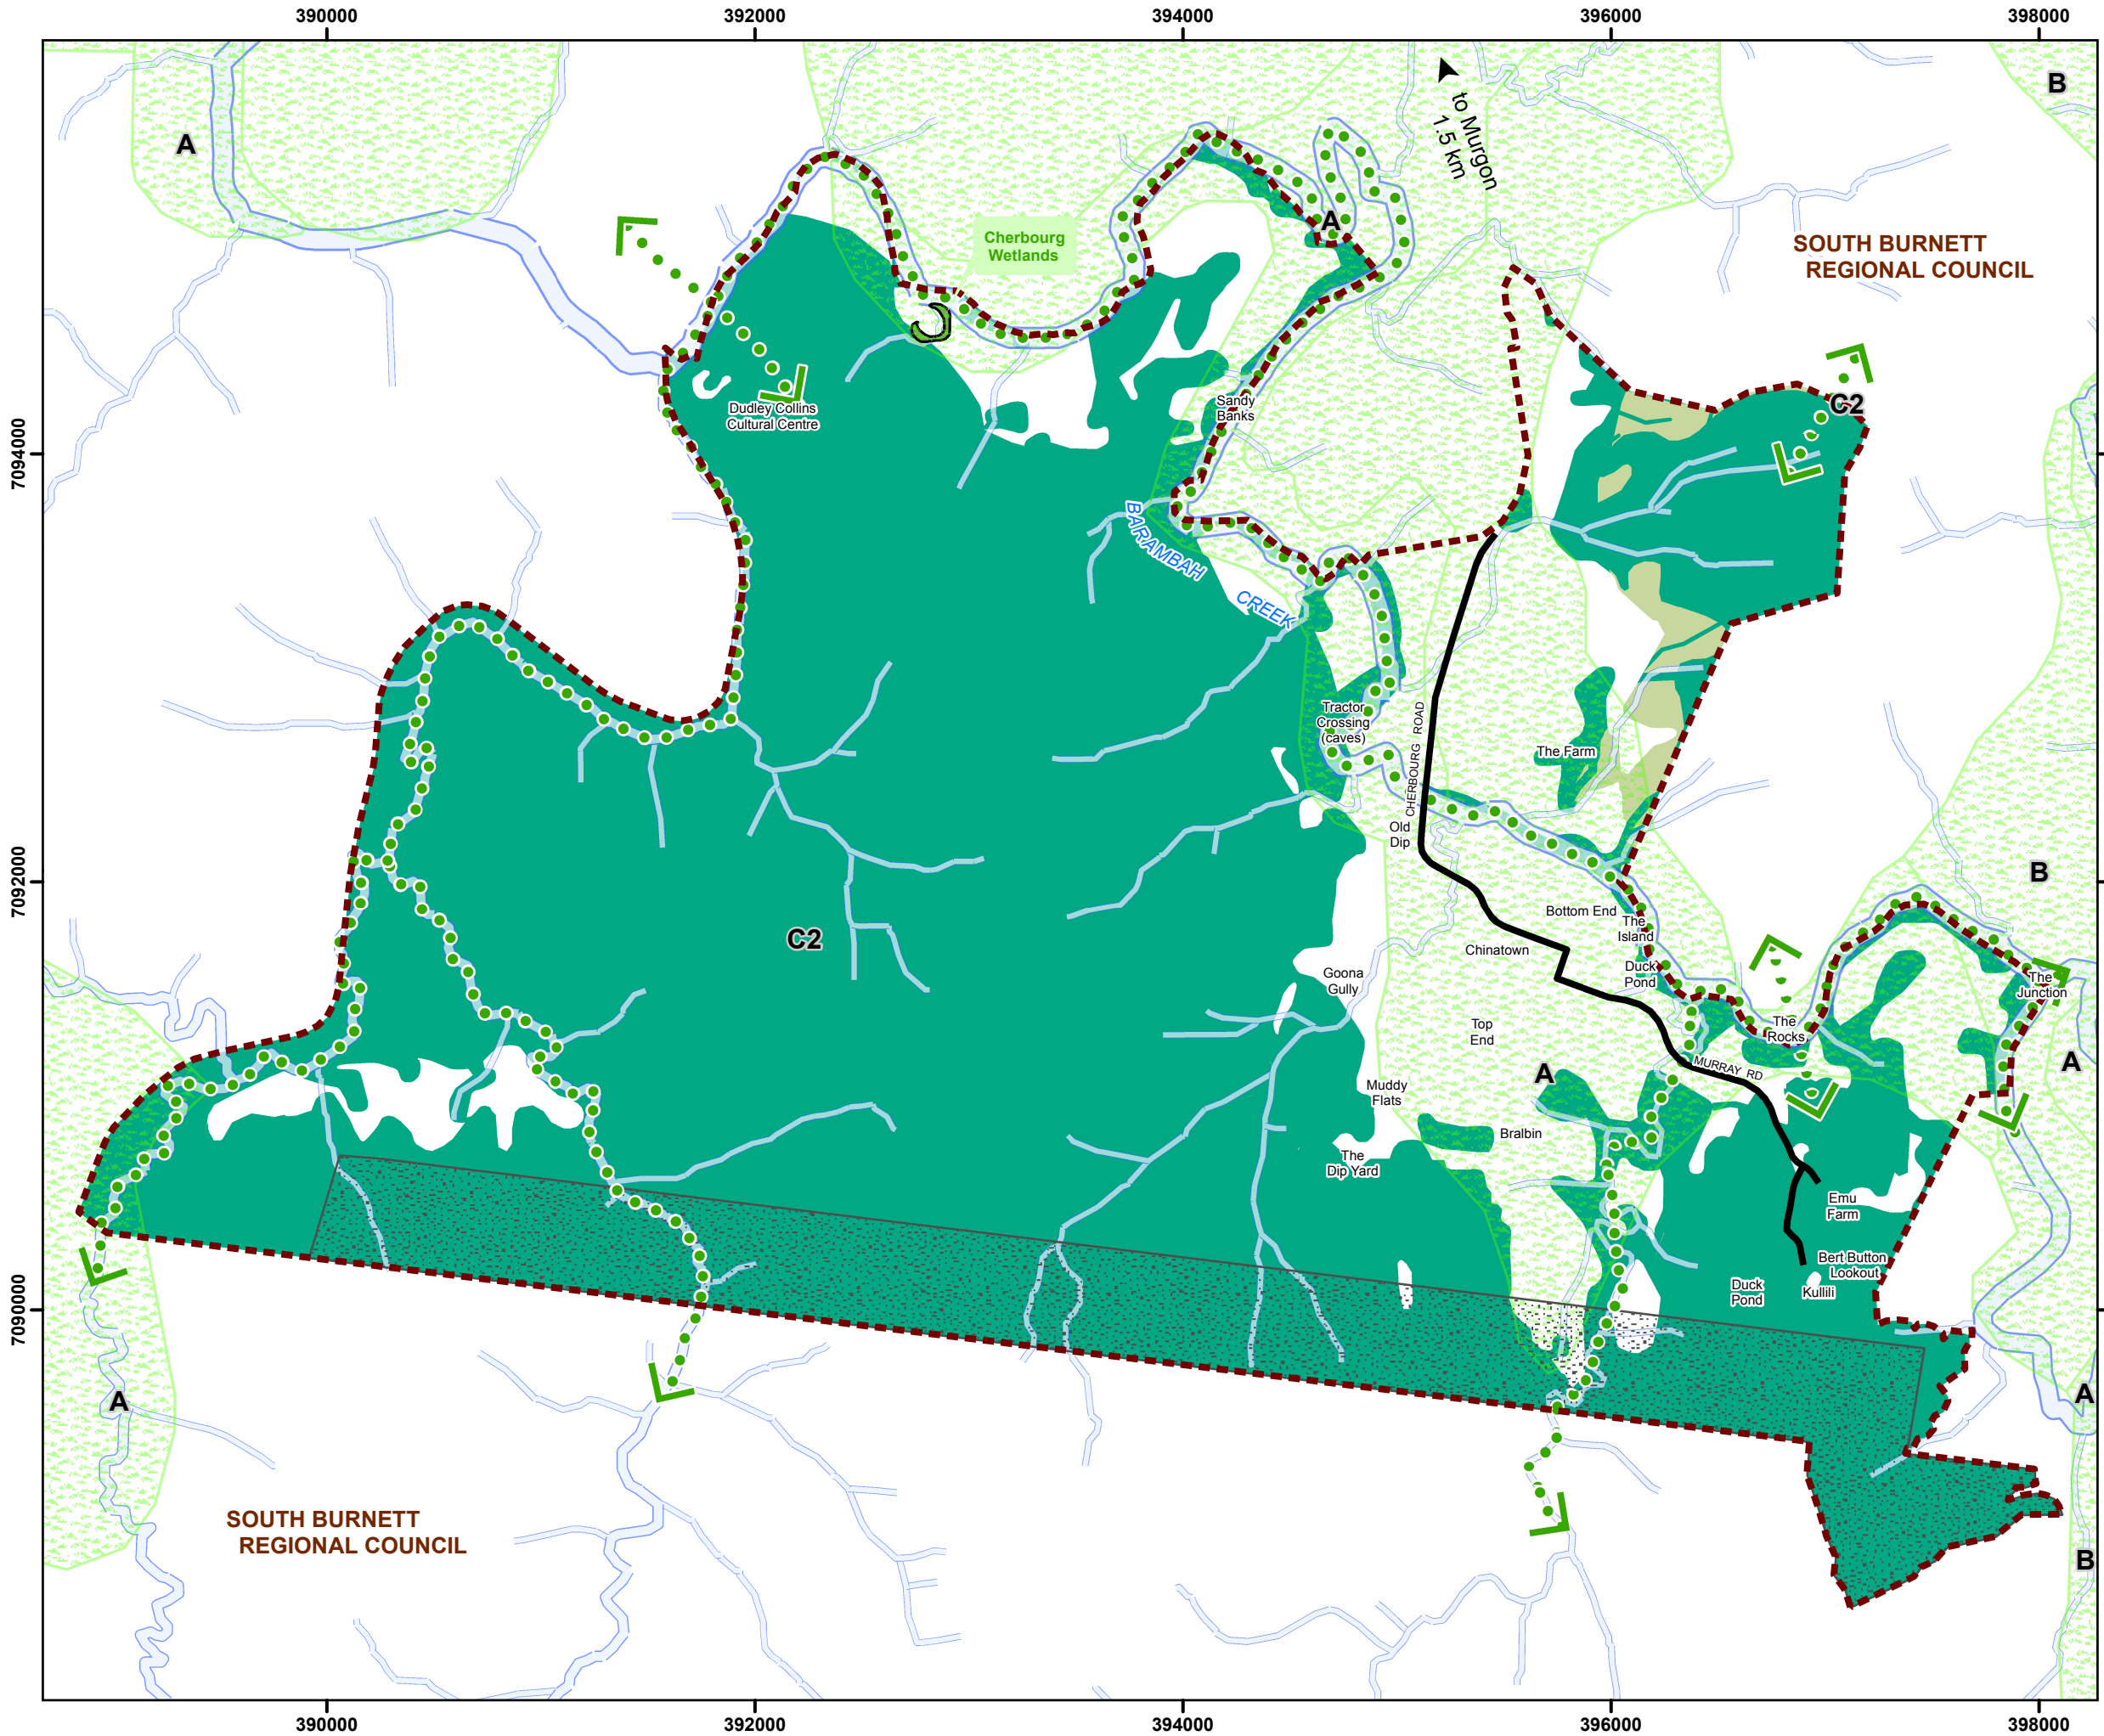 390000
392000
394000
396000
398000
B
A
to Murgon
1.5 km
A
Cherbourg
Wetlands
SOUTH BURNETT
REGIONAL COUNCIL
7094000
Dudley Collins
Cultural Centre
Sandy
Banks
C2
BARAMBAH
CREEK
Tractor
Crossing
(caves)
CHERBOURG ROAD
The Farm
Old
Dip
7092000
B
Bottom End
The
Island
C2
Chinatown
Duck
Pond
Goona
Gully
The
Junction
Top
End
The
Rocks
MURRAY RD
A
A
Muddy
Flats
Bralbin
The
Dip Yard
Emu
Farm
Bert Button
Lookout
Duck
Pond
Kullili
7090000
A
A
SOUTH BURNETT
REGIONAL COUNCIL
B
390000
392000
394000
396000
398000